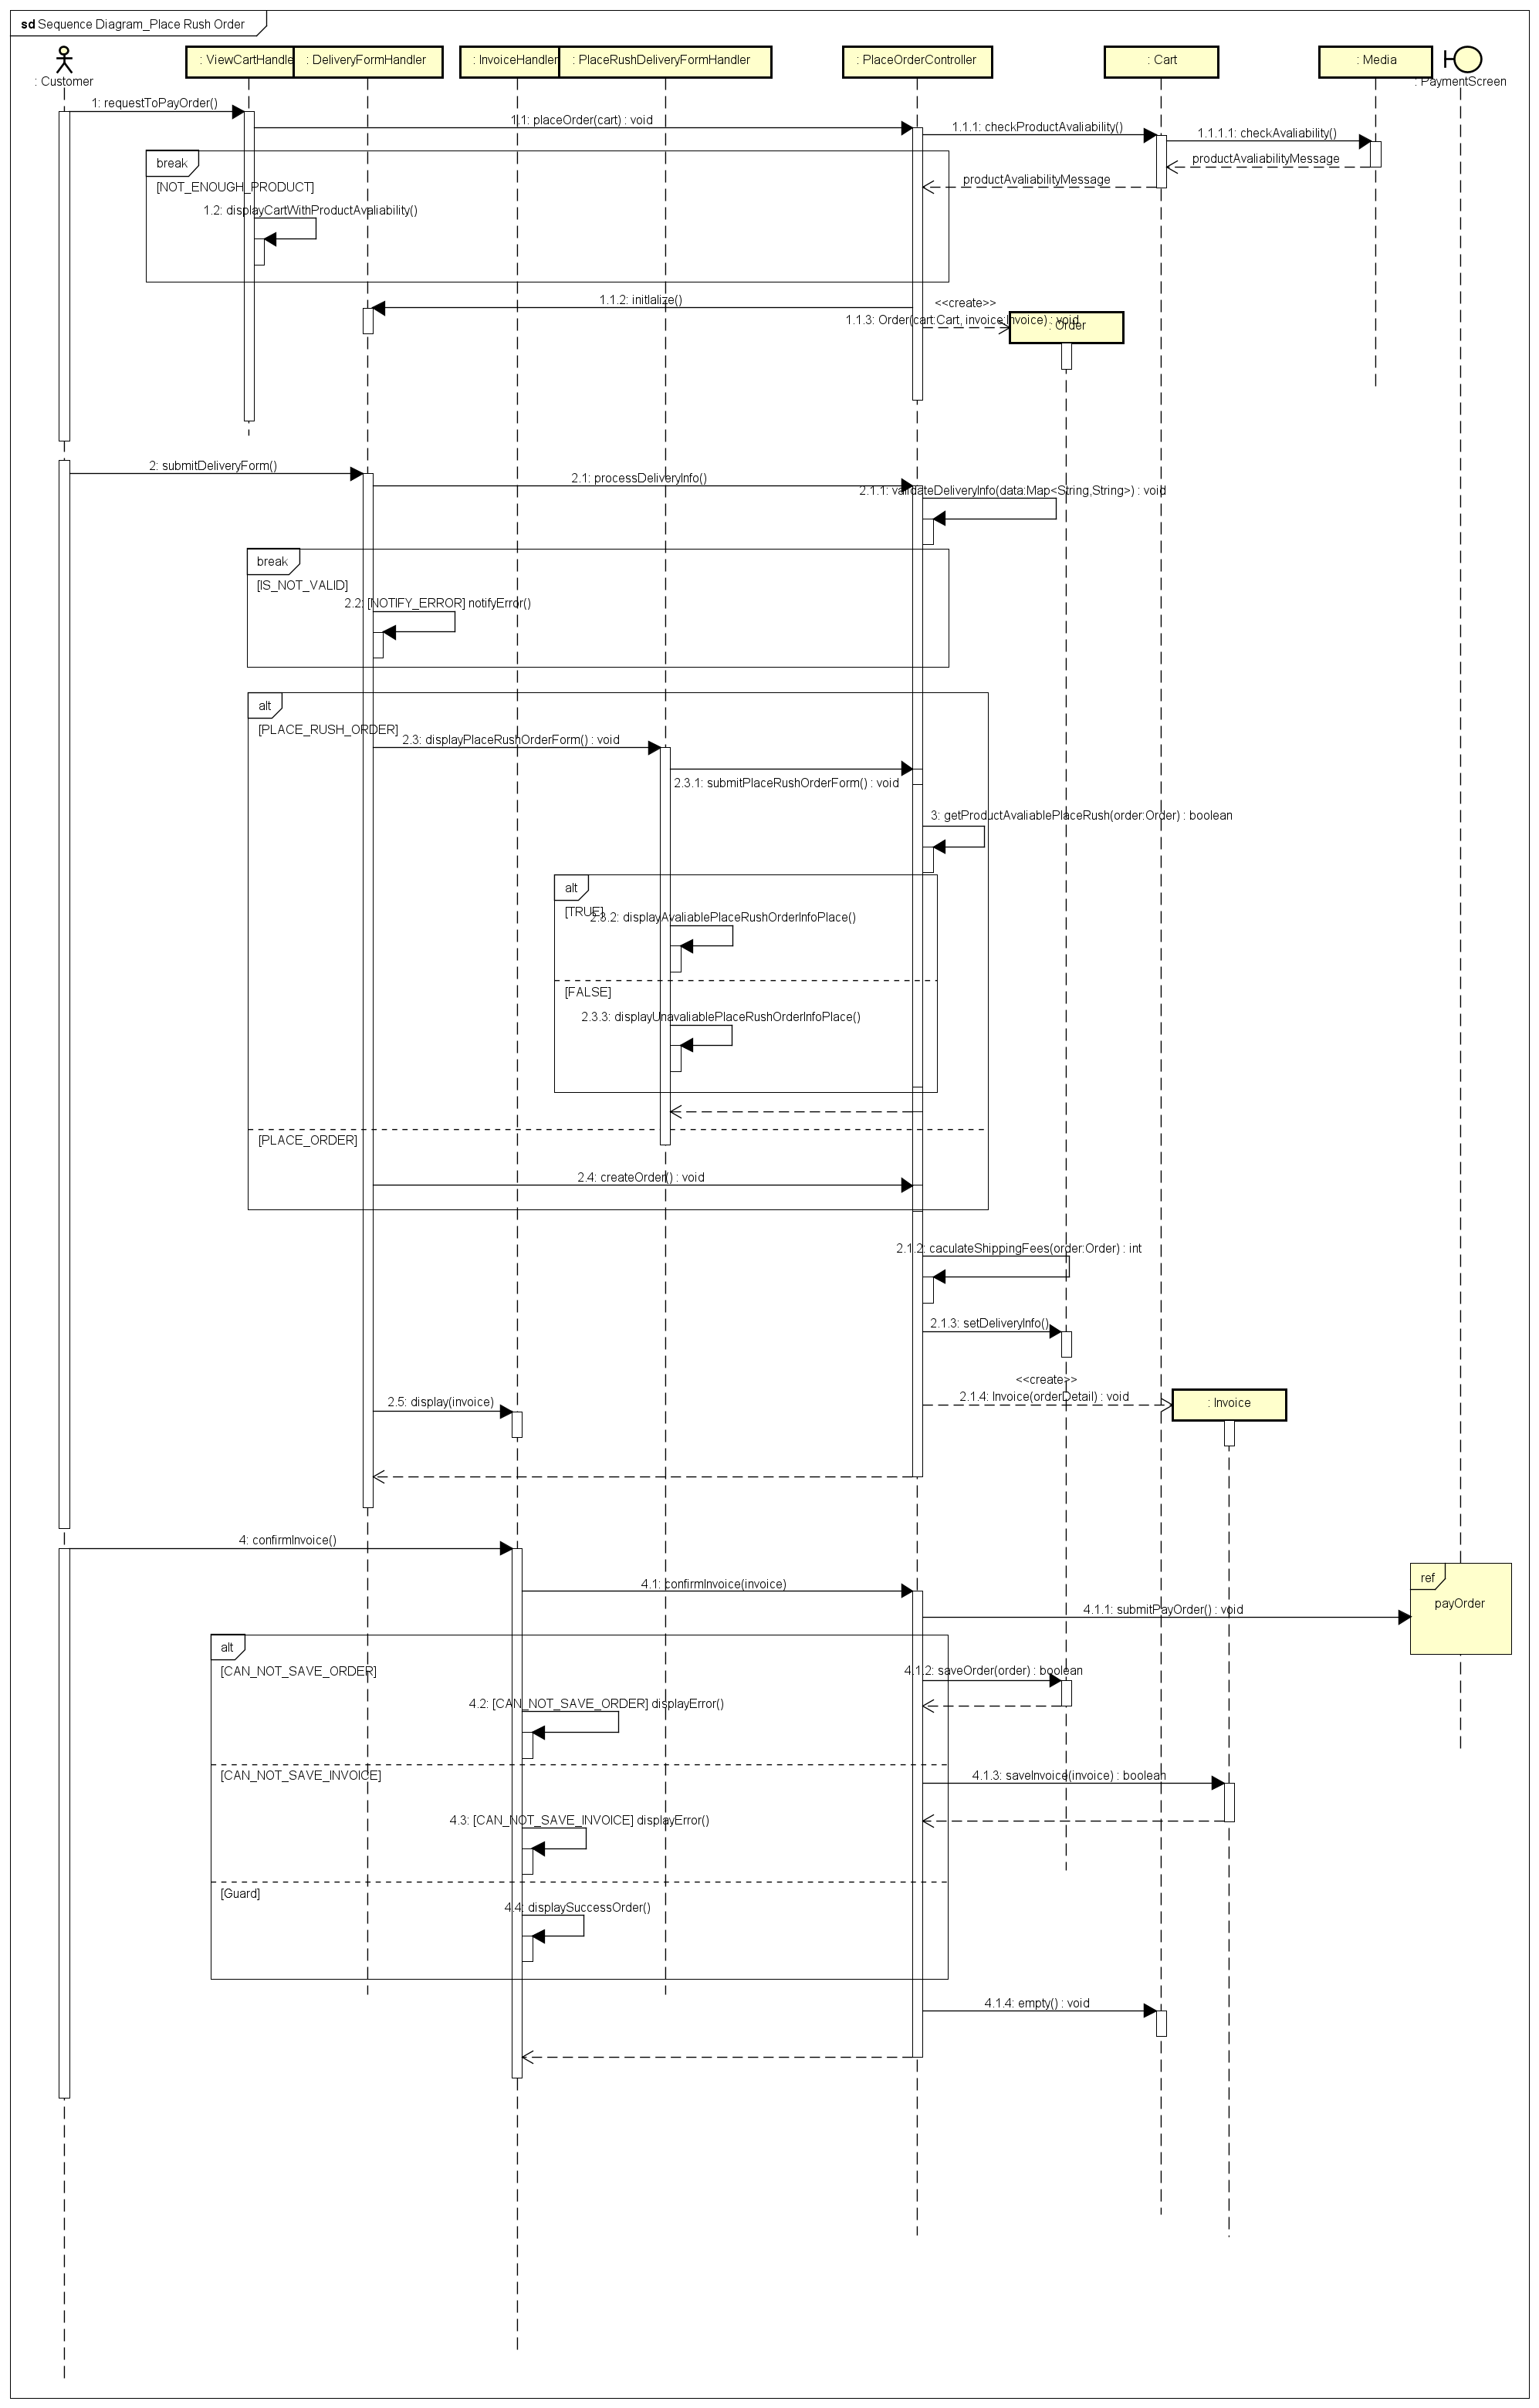 sd Sequence Diagram_Place Rush Order
: Customer
: ViewCartHandle
: DeliveryFormHandler
: InvoiceHandler
: PlaceRushDeliveryFormHandler
: PlaceOrderController
: Cart
: Media
: PaymentScreen
1: requestToPayOrder()
1.1: placeOrder(cart) : void
1.1.1: checkProductAvaliability()
1.1.1.1: checkAvaliability()
productAvaliabilityMessage
productAvaliabilityMessage
break
[NOT_ENOUGH_PRODUCT]
1.2: displayCartWithProductAvaliability()
1.1.2: initlalize()
<<create>>
1.1.3: Order(cart:Cart, invoice:Invoice) : void
: Order
2: submitDeliveryForm()
2.1: processDeliveryInfo()
2.1.1: validateDeliveryInfo(data:Map<String,String>) : void
break
[IS_NOT_VALID]
2.2: [NOTIFY_ERROR] notifyError()
alt
[PLACE_RUSH_ORDER]
2.3: displayPlaceRushOrderForm() : void
2.3.1: submitPlaceRushOrderForm() : void
3: getProductAvaliablePlaceRush(order:Order) : boolean
alt
[TRUE]
2.3.2: displayAvaliablePlaceRushOrderInfoPlace()
[FALSE]
2.3.3: displayUnavaliablePlaceRushOrderInfoPlace()
[PLACE_ORDER]
2.4: createOrder() : void
2.1.2: caculateShippingFees(order:Order) : int
2.1.3: setDeliveryInfo()
<<create>>
2.1.4: Invoice(orderDetail) : void
: Invoice
2.5: display(invoice)
4: confirmInvoice()
4.1: confirmInvoice(invoice)
ref
payOrder
4.1.1: submitPayOrder() : void
alt
[CAN_NOT_SAVE_ORDER]
4.1.2: saveOrder(order) : boolean
4.2: [CAN_NOT_SAVE_ORDER] displayError()
[CAN_NOT_SAVE_INVOICE]
4.1.3: saveInvoice(invoice) : boolean
4.3: [CAN_NOT_SAVE_INVOICE] displayError()
[Guard]
4.4: displaySuccessOrder()
4.1.4: empty() : void